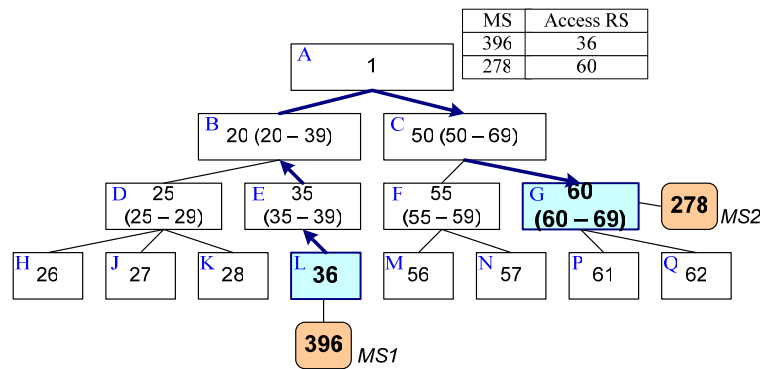 MS Access RS
396 36
278 60
A
1
B 20 (20 – 39)
C 50 (50 – 69)
D 25
(25 – 29)
E 35
(35 – 39)
F 55
(55 – 59)
G 60
(60 – 69)
278 MS2
H 26
J 27
K 28
L 36
M 56
N 57
P 61
Q 62
396 MS1